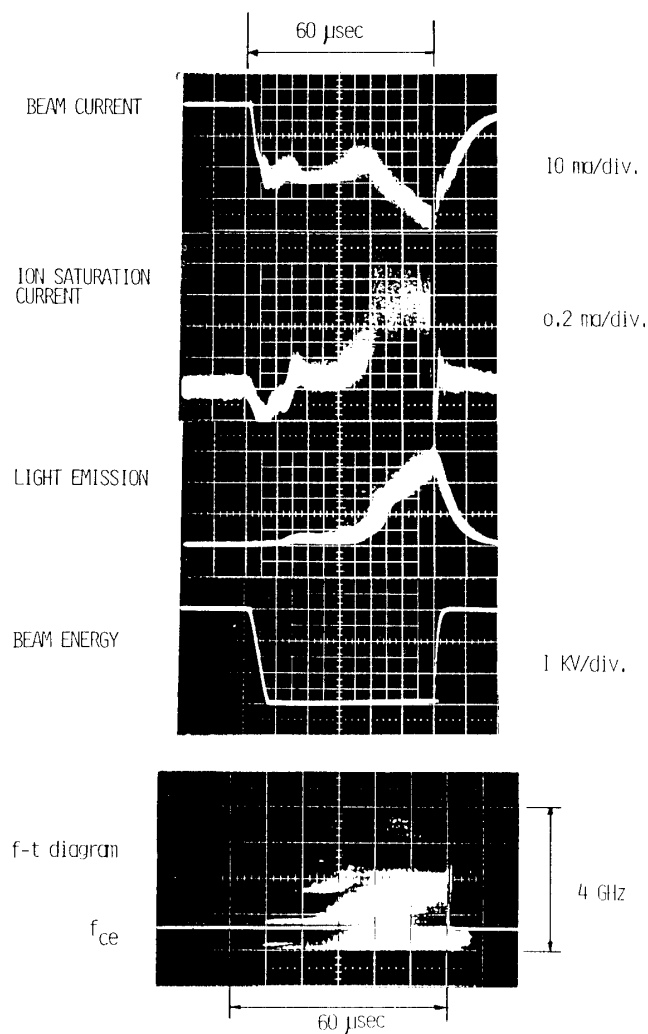 60 µsec
BEAM CURRENT
10 ma/div.
ION SATURATION
CURRENT
0.2 ma/div.
LIGHT EMISSION
BEAM ENERGY
1 KV/div.
f-t diagram
4 GHz
fce
60 µsec